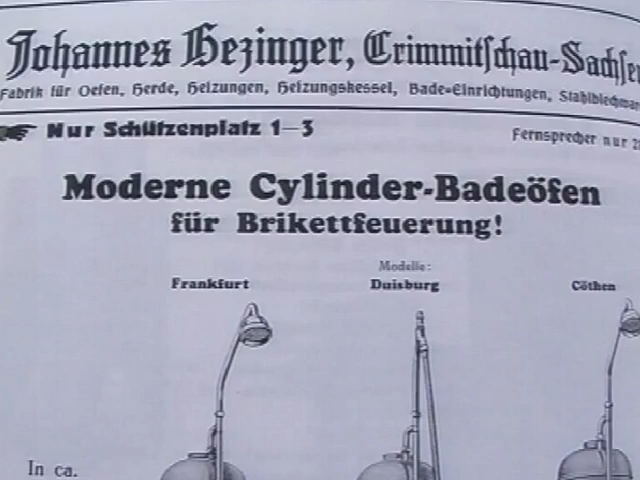 Johannes Hezinger, Crimmitschau-Sachsen
Fabrik für Oefen, Herde, Heizungen, Heizungskessel, Bade-Einrichtungen,
Nur Schützenplatz 1—3
Fernsprecher nur
Moderne Cylinder-Badeöfen
für Brikettfeuerung!
Modelle:
Frankfurt Duisburg Cöthen
In ca.